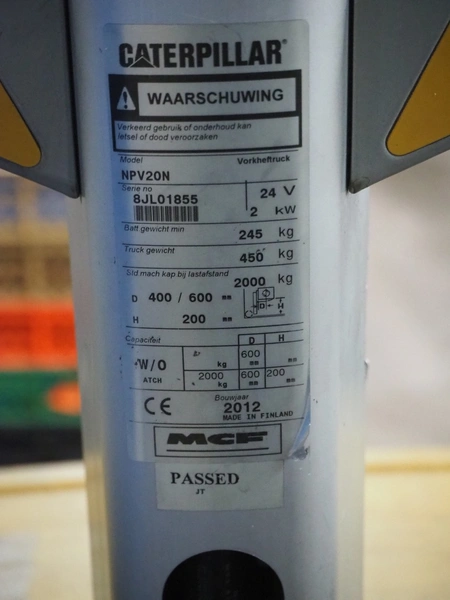 CATERPILLAR®
WAARSCHUWING
Verkeerd gebruik of onderhoud kan
letsel of dood veroorzaken
Model Vorkheftruck
NPV20N
Serie no 24 V
8JL01855 2 kW
Batt gewicht min 245 kg
Truck gewicht 450 kg
Std mach kap.bij lastafstand 2000 kg
D 400 / 600 mm D H
H 200 mm
Capaciteit D H
W/O kg 600 mm
ATCH 2000 kg 600 mm 200 mm
CE
Bouwjaar
2012
MADE IN FINLAND
MCF
PASSED
JT